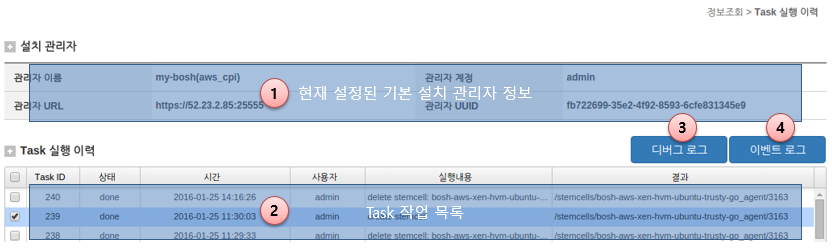 정보조회 > Task 실행 이력
설치 관리자
관리자 이름 my-bosh(aws_cpi) 관리자 계정 admin
1 현재 설정된 기본 설치 관리자 정보
관리자 URL https://52.23.2.85:25555 관리자 UUID fb722699-35e2-4f92-8593-6cfe831345e9
3 4
Task 실행 이력 디버그 로그 이벤트 로그
Task ID 상태 시간 사용자 실행내용 결과
240 done 2016-01-25 14:16:26 admin delete stemcell: bosh-aws-xen-hvm-ubuntu-... /stemcells/bosh-aws-xen-hvm-ubuntu-trusty-go_agent/3163
2 Task 작업 목록
239 done 2016-01-25 11:30:03 admin /stemcells/bosh-aws-xen-hvm-ubuntu-trusty-go_agent/3163
238 done 2016-01-25 11:29:33 admin delete stemcell: bosh-aws-xen-hvm-ubuntu-... /stemcells/bosh-aws-xen-hvm-ubuntu-trusty-go_agent/3163